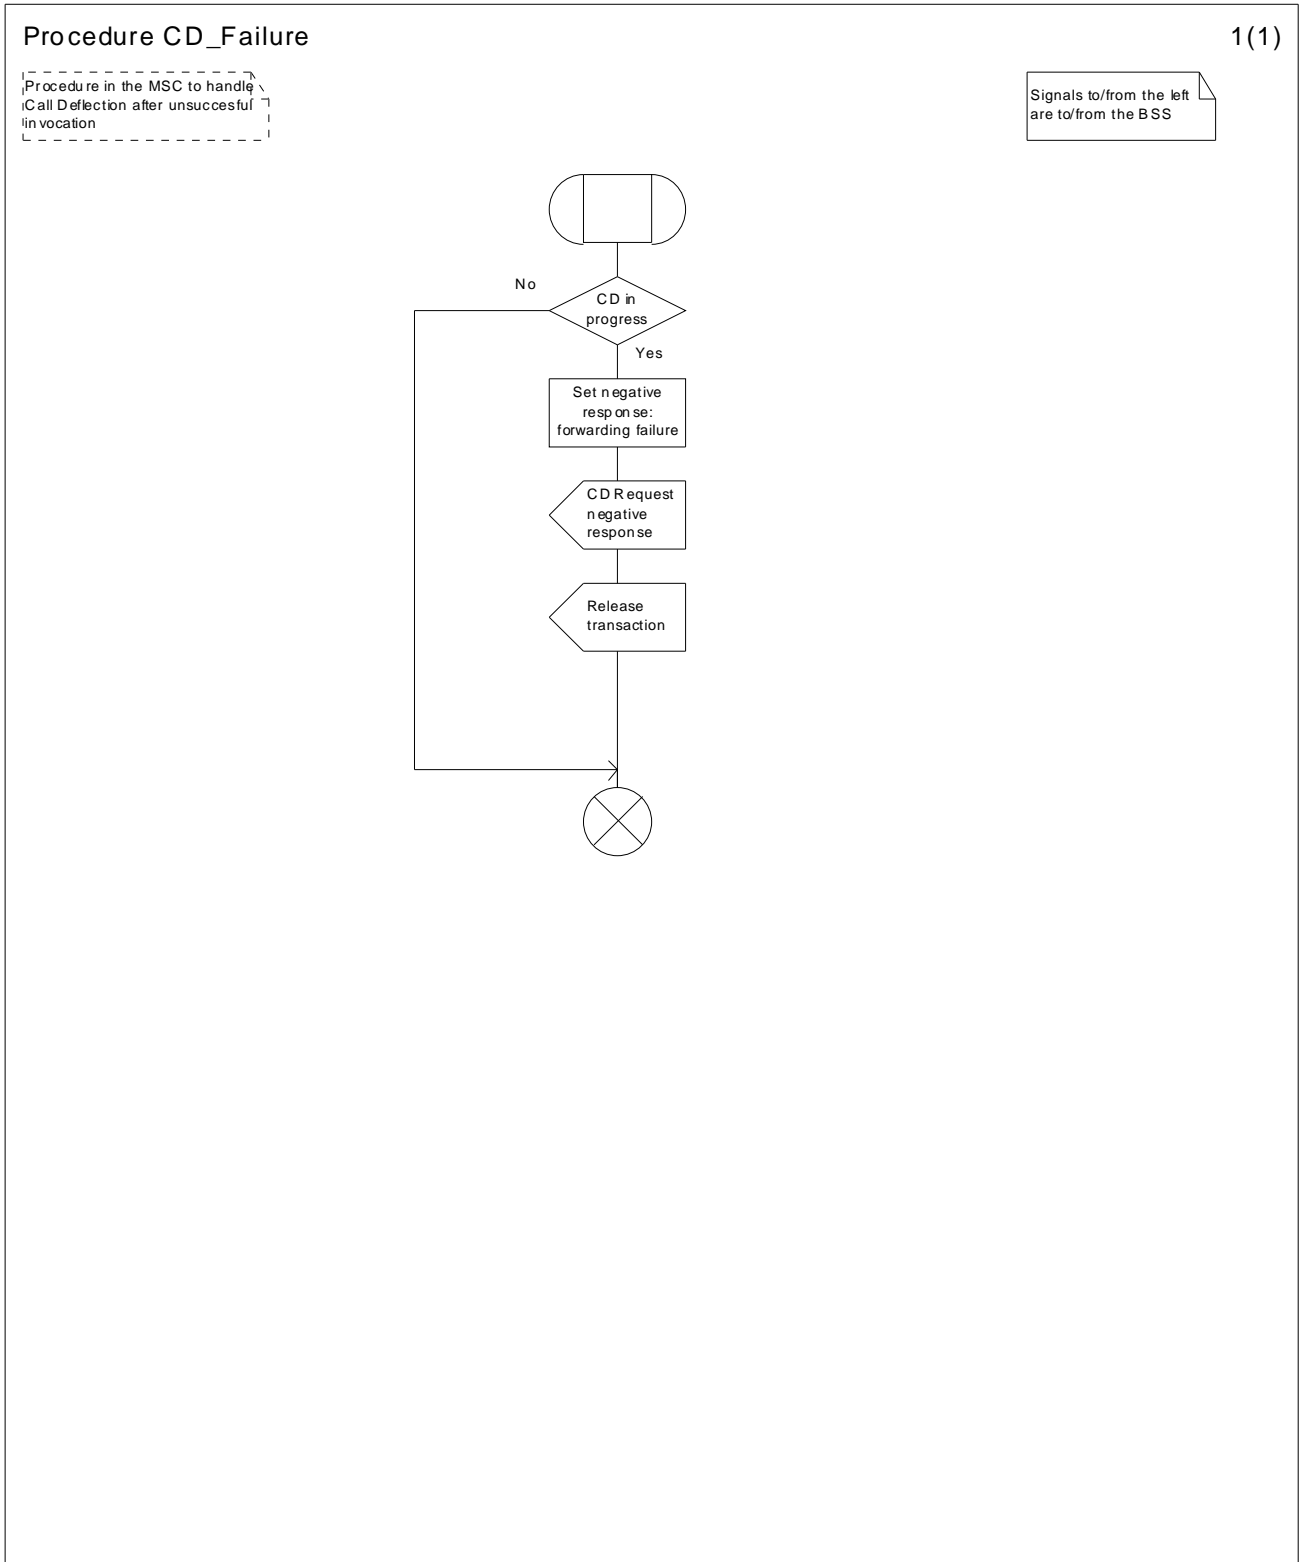 Procedure CD_Failure
1(1)
Procedure in the MSC to handle
Call Deflection after unsuccesful
invocation
Signals to/from the left
are to/from the BSS
No
CD in
progress
Yes
Set negative
response:
forwarding failure
CD Request
negative
response
Release
transaction